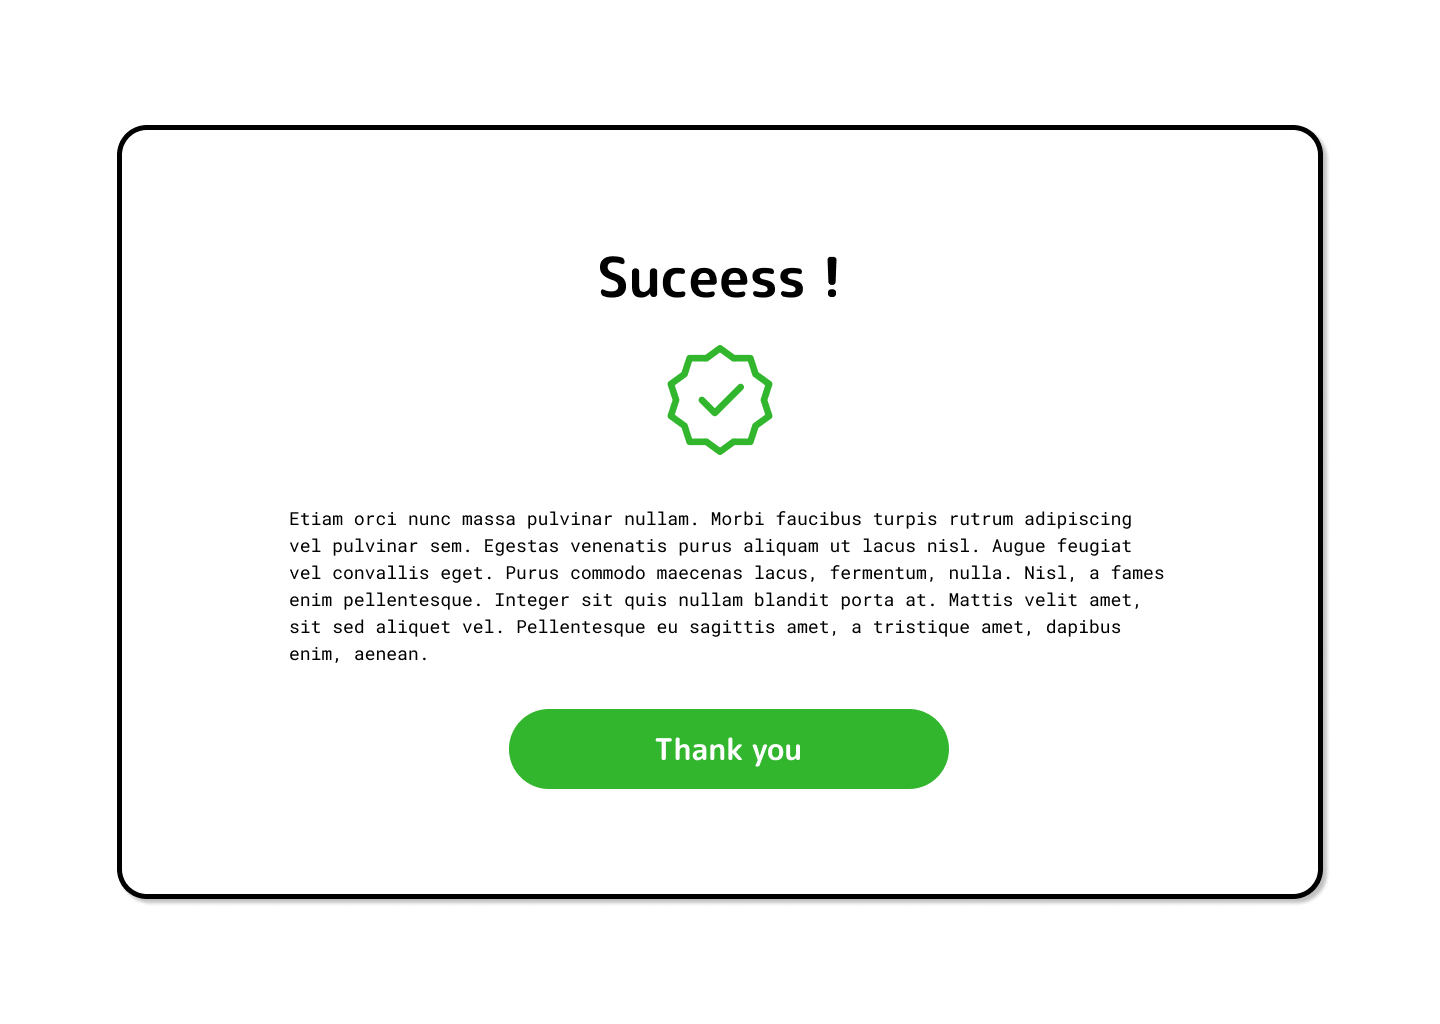 Suceess !
Etiam orci nunc massa pulvinar nullam. Morbi faucibus turpis rutrum adipiscing
vel pulvinar sem. Egestas venenatis purus aliquam ut lacus nisl. Augue feugiat
vel convallis eget. Purus commodo maecenas lacus, fermentum, nulla. Nisl, a fames
enim pellentesque. Integer sit quis nullam blandit porta at. Mattis velit amet,
sit sed aliquet vel. Pellentesque eu sagittis amet, a tristique amet, dapibus
enim, aenean.
Thank you